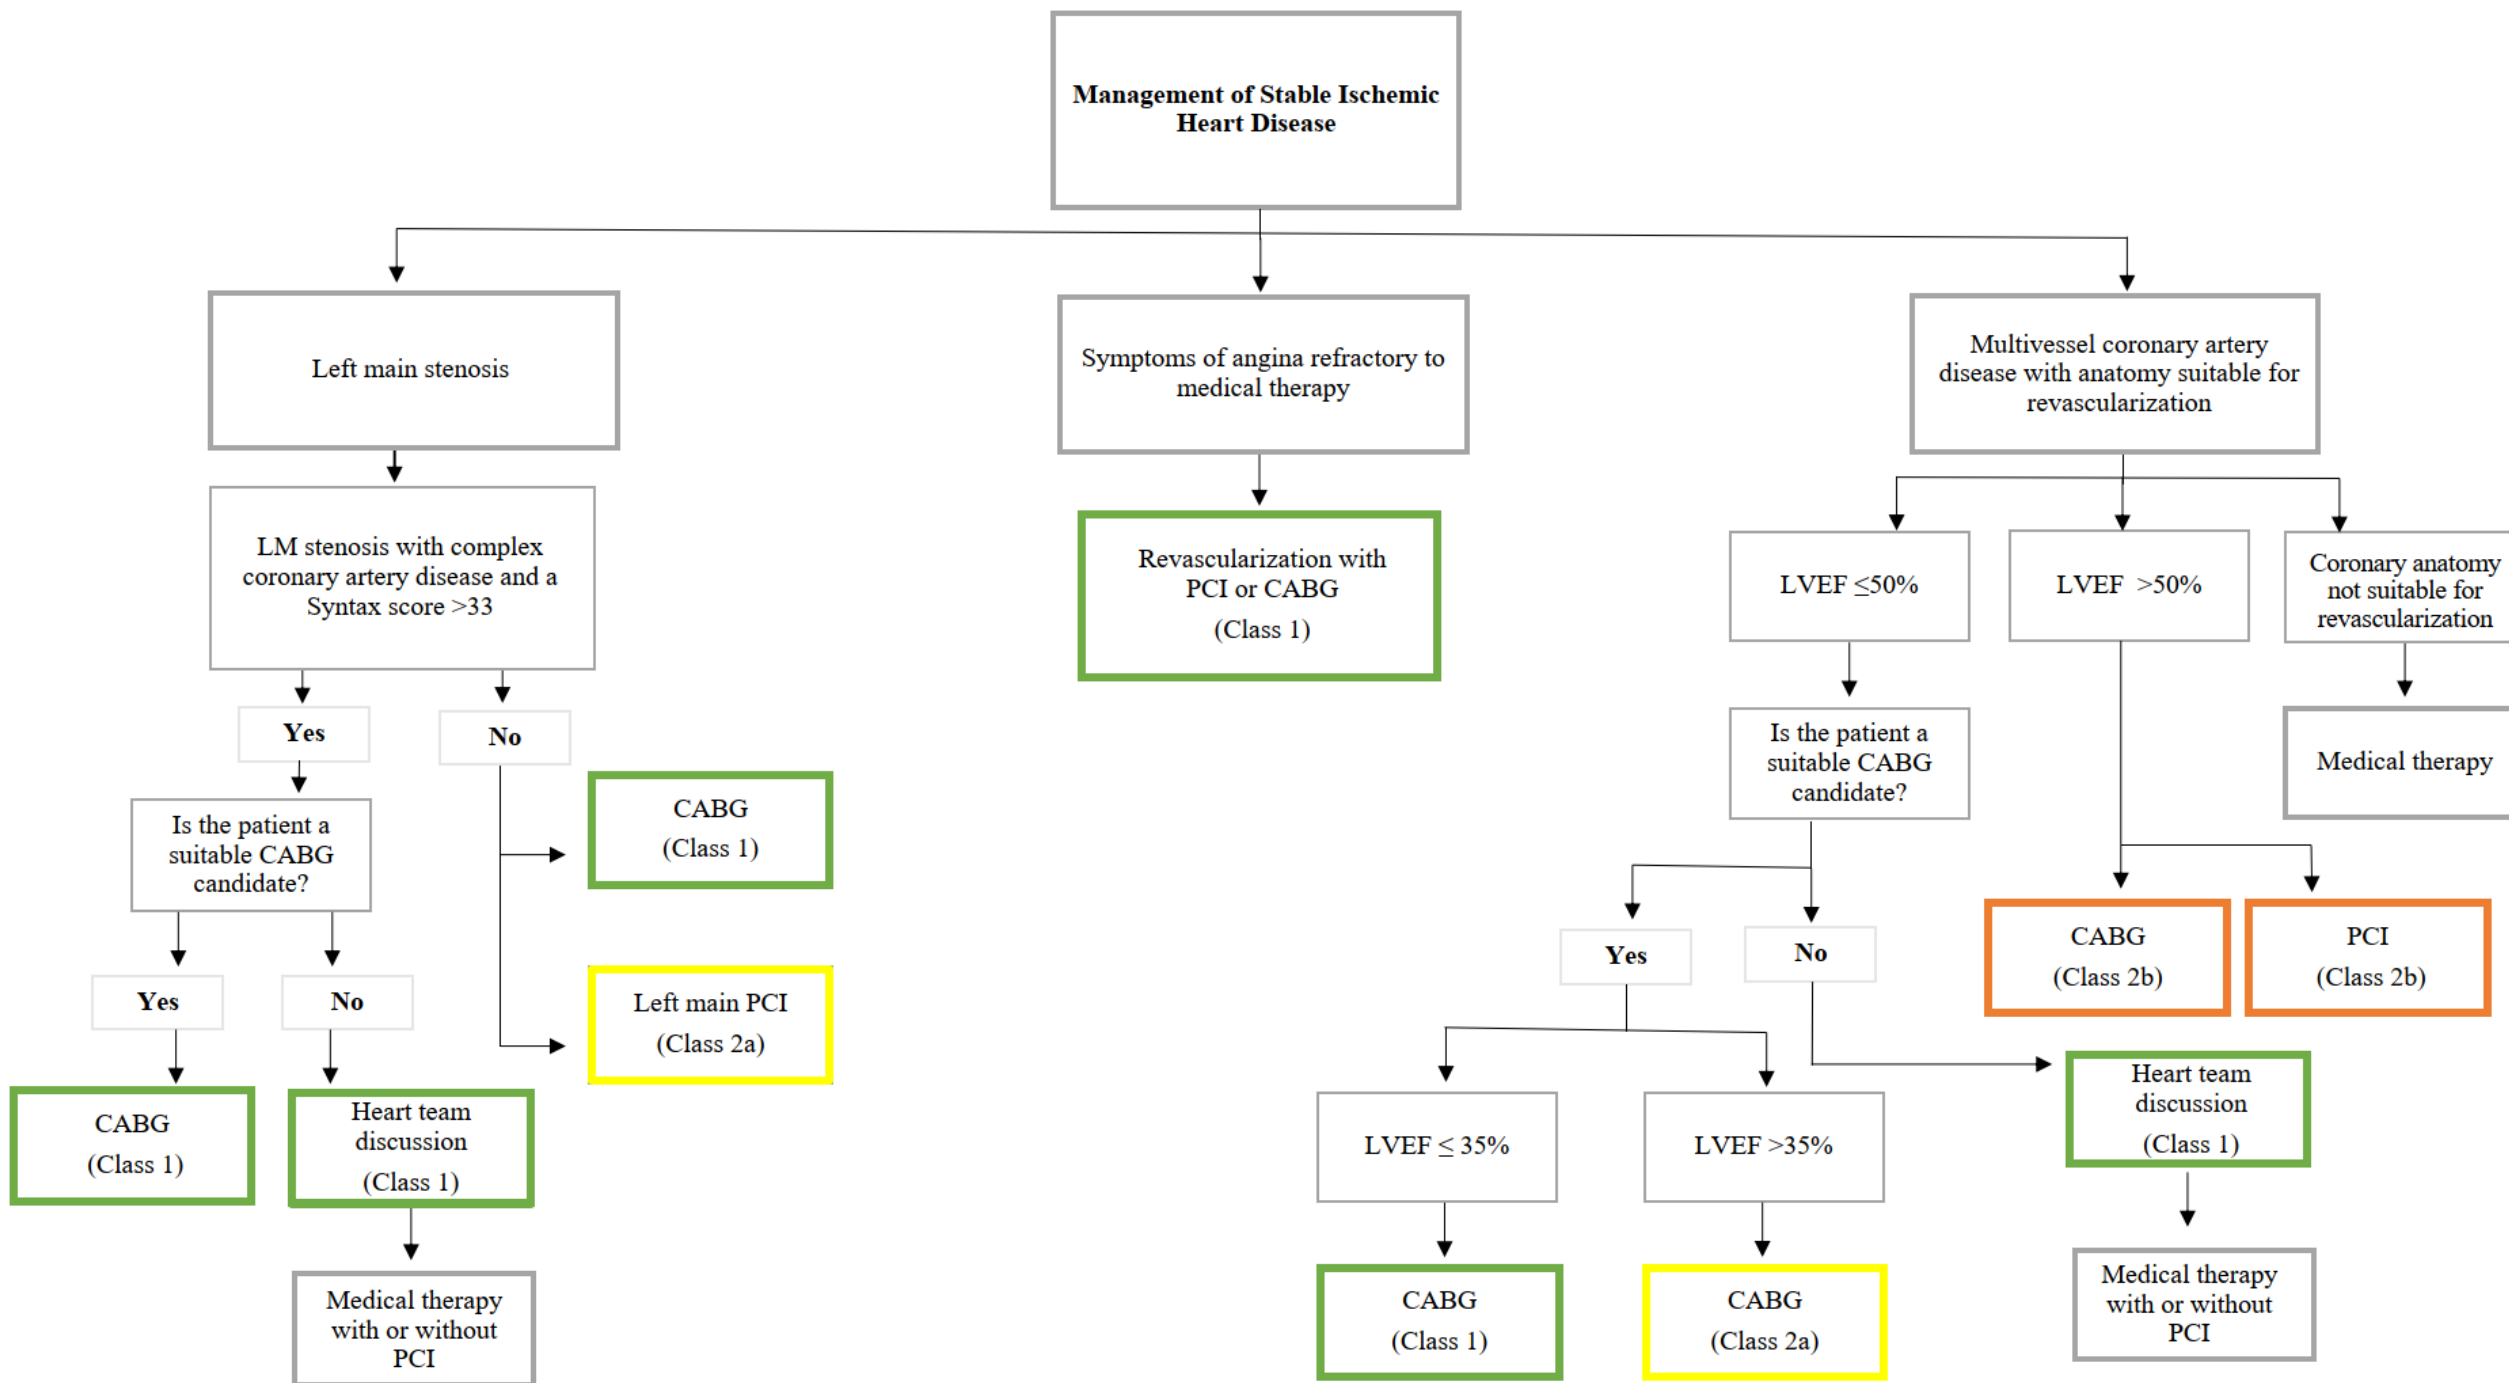 Management of Stable Ischemic
Heart Disease
Left main stenosis
Symptoms of angina refractory to
medical therapy
Multivessel coronary artery
disease with anatomy suitable for
revascularization
LM stenosis with complex
coronary artery disease and a
Syntax score >33
Revascularization with
PCI or CABG
(Class 1)
LVEF ≤50%
LVEF >50%
Coronary anatomy
not suitable for
revascularization
Yes
No
Is the patient a
suitable CABG
candidate?
Medical therapy
CABG
(Class 1)
Is the patient a
suitable CABG
candidate?
Yes
No
CABG
(Class 2b)
PCI
(Class 2b)
Yes
No
Left main PCI
(Class 2a)
CABG
(Class 1)
Heart team
discussion
(Class 1)
LVEF ≤ 35%
LVEF >35%
Heart team
discussion
(Class 1)
Medical therapy
with or without
PCI
CABG
(Class 1)
CABG
(Class 2a)
Medical therapy
with or without
PCI